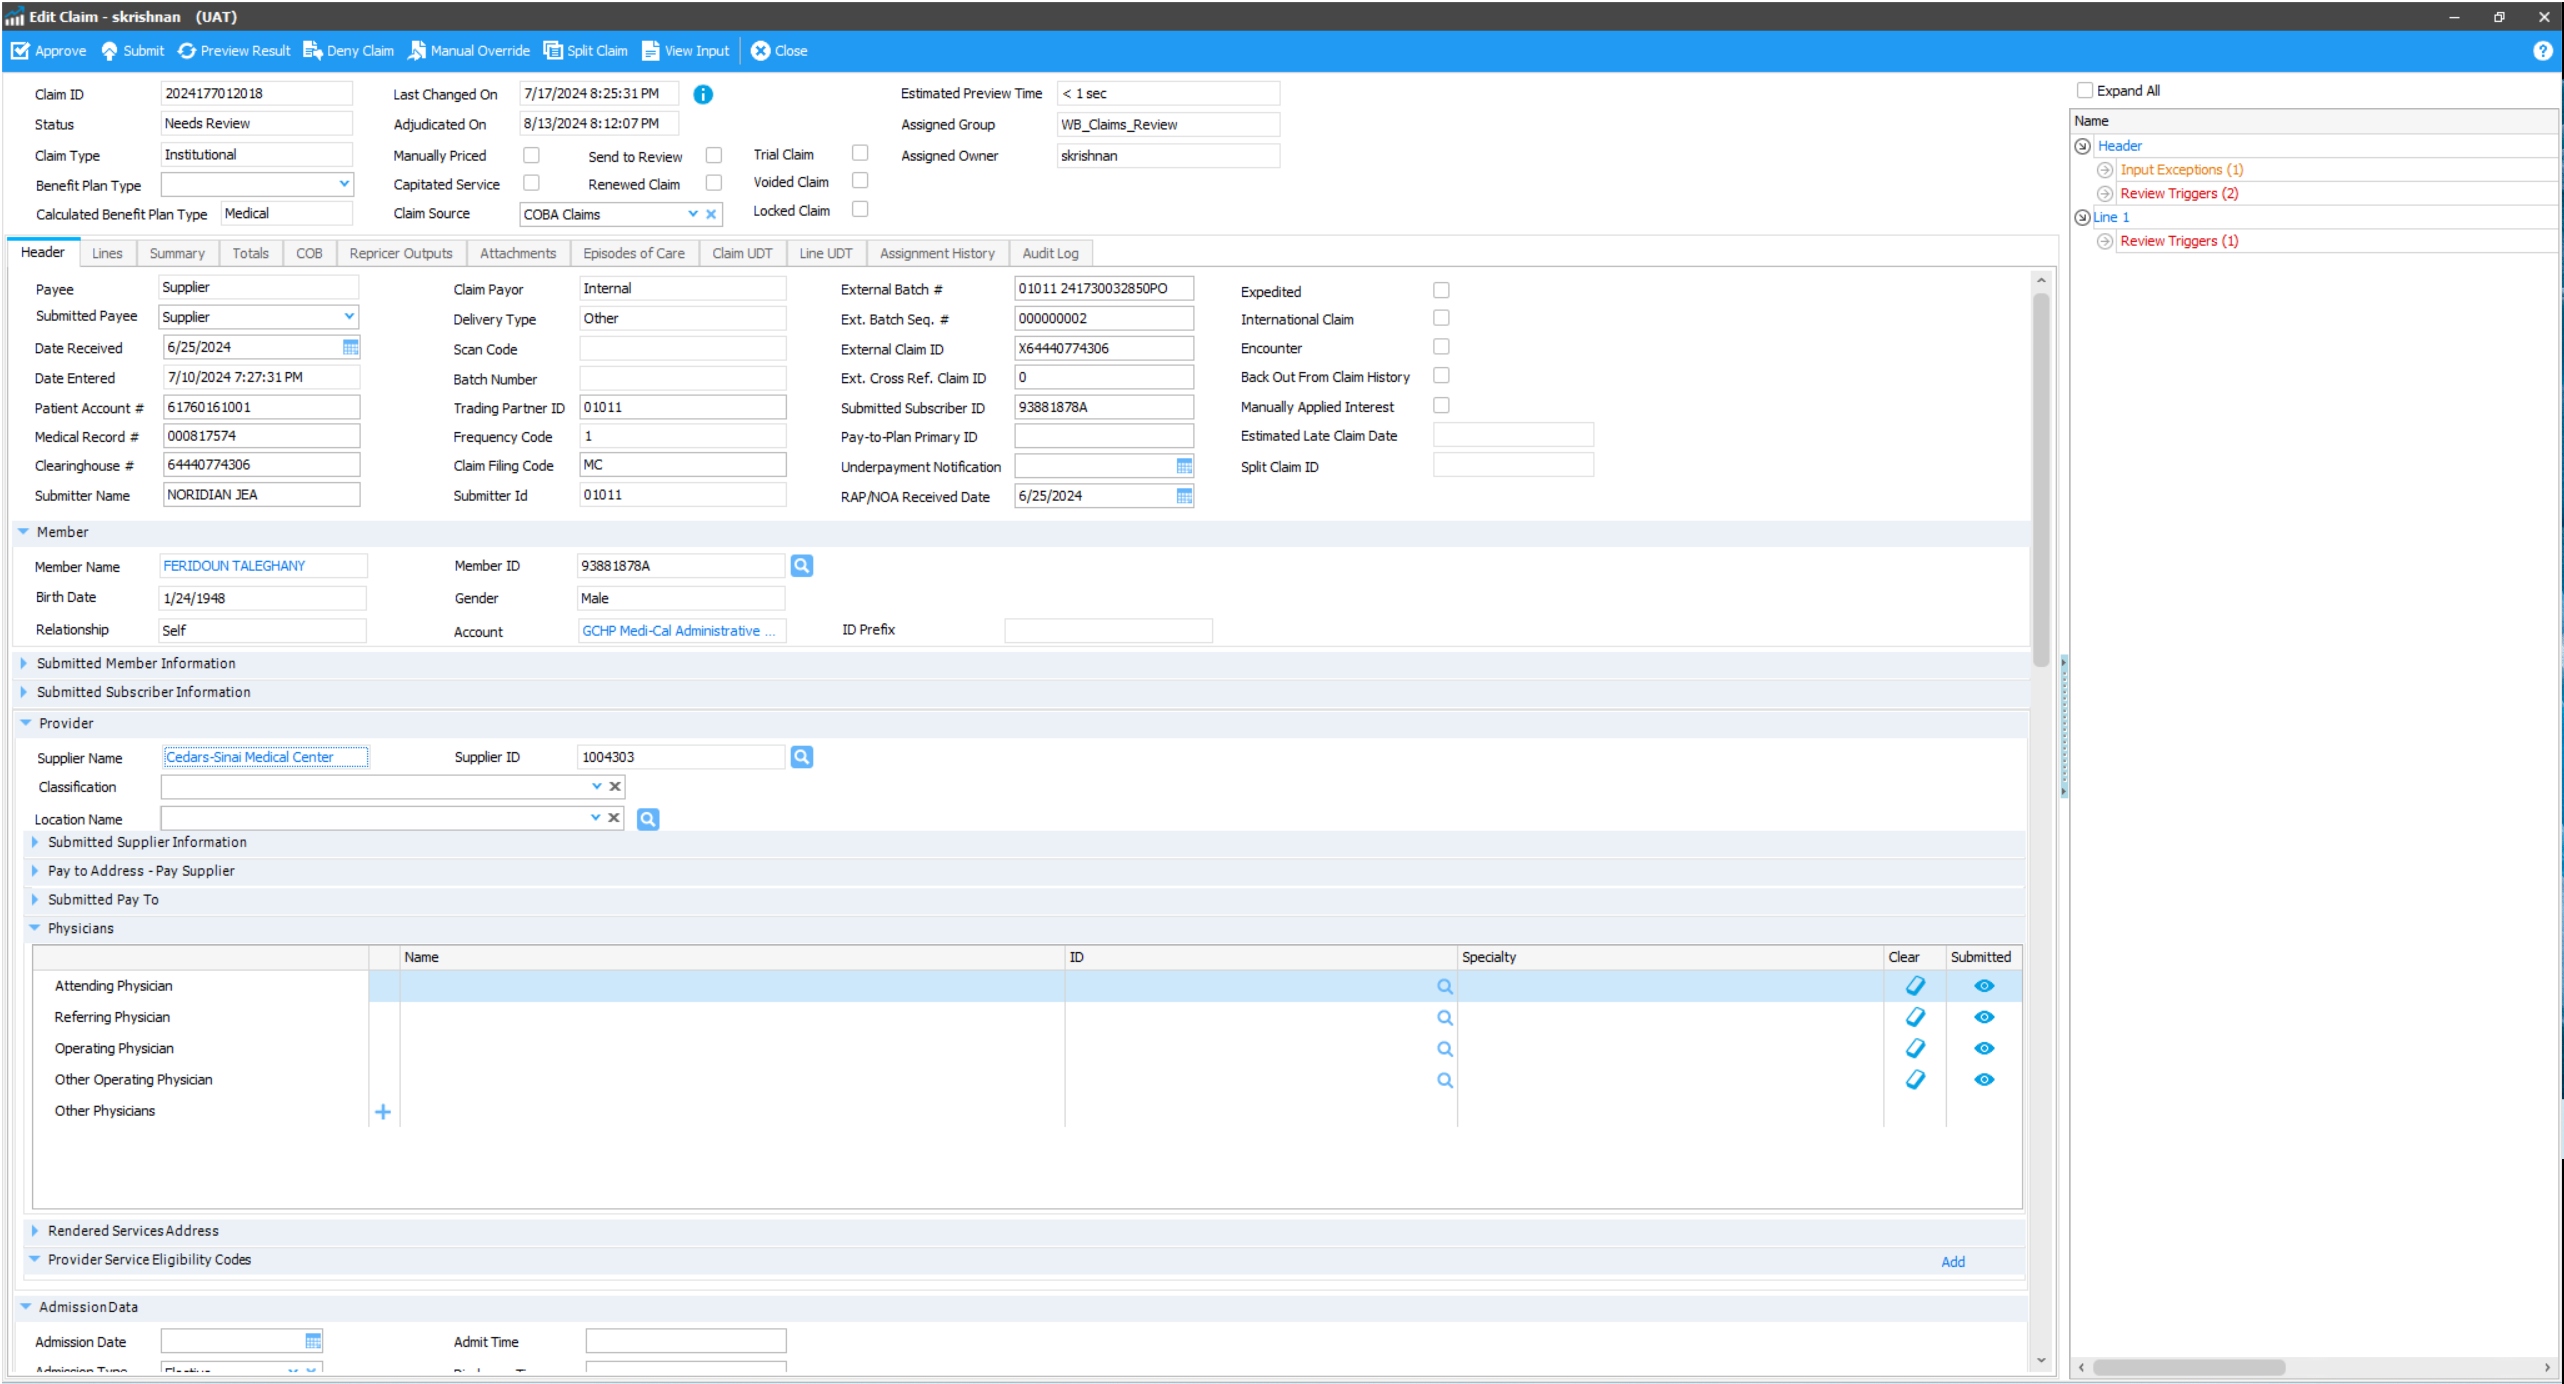 Edit Claim - skrishnan (UAT)
Approve Submit Preview Result Deny Claim Manual Override Split Claim View Input Close
Claim ID 2024177012018 Last Changed On 7/17/2024 8:25:31 PM Estimated Preview Time < 1 sec
Status Needs Review Adjudicated On 8/13/2024 8:12:07 PM Assigned Group WB_Claims_Review
Claim Type Institutional Manually Priced Send to Review Trial Claim Assigned Owner skrishnan
Benefit Plan Type Capitated Service Renewed Claim Voided Claim
Calculated Benefit Plan Type Medical Claim Source COBA Claims Locked Claim
Expand All
Name
Header
Input Exceptions (1)
Review Triggers (2)
Line 1
Review Triggers (1)
Header Lines Summary Totals COB Repricer Outputs Attachments Episodes of Care Claim UDT Line UDT Assignment History Audit Log
Payee Supplier Claim Payor Internal External Batch # 01011 241730032850PO Expedited
Submitted Payee Supplier Delivery Type Other Ext. Batch Seq. # 000000002 International Claim
Date Received 6/25/2024 Scan Code External Claim ID X64440774306 Encounter
Date Entered 7/10/2024 7:27:31 PM Batch Number Ext. Cross Ref. Claim ID 0 Back Out From Claim History
Patient Account # 61760161001 Trading Partner ID 01011 Submitted Subscriber ID 93881878A Manually Applied Interest
Medical Record # 000817574 Frequency Code 1 Pay-to-Plan Primary ID Estimated Late Claim Date
Clearinghouse # 64440774306 Claim Filing Code MC Underpayment Notification Split Claim ID
Submitter Name NORIDIAN JEA Submitter Id 01011 RAP/NOA Received Date 6/25/2024
Member
Member Name FERIDOUN TALEGHANY Member ID 93881878A
Birth Date 1/24/1948 Gender Male
Relationship Self Account GCHP Medi-Cal Administrative ... ID Prefix
Submitted Member Information
Submitted Subscriber Information
Provider
Supplier Name Cedars-Sinai Medical Center Supplier ID 1004303
Classification
Location Name
Submitted Supplier Information
Pay to Address - Pay Supplier
Submitted Pay To
Physicians
Name ID Specialty Clear Submitted
Attending Physician
Referring Physician
Operating Physician
Other Operating Physician
Other Physicians
Rendered Services Address
Provider Service Eligibility Codes Add
Admission Data
Admission Date Admit Time
Admission Type Elective